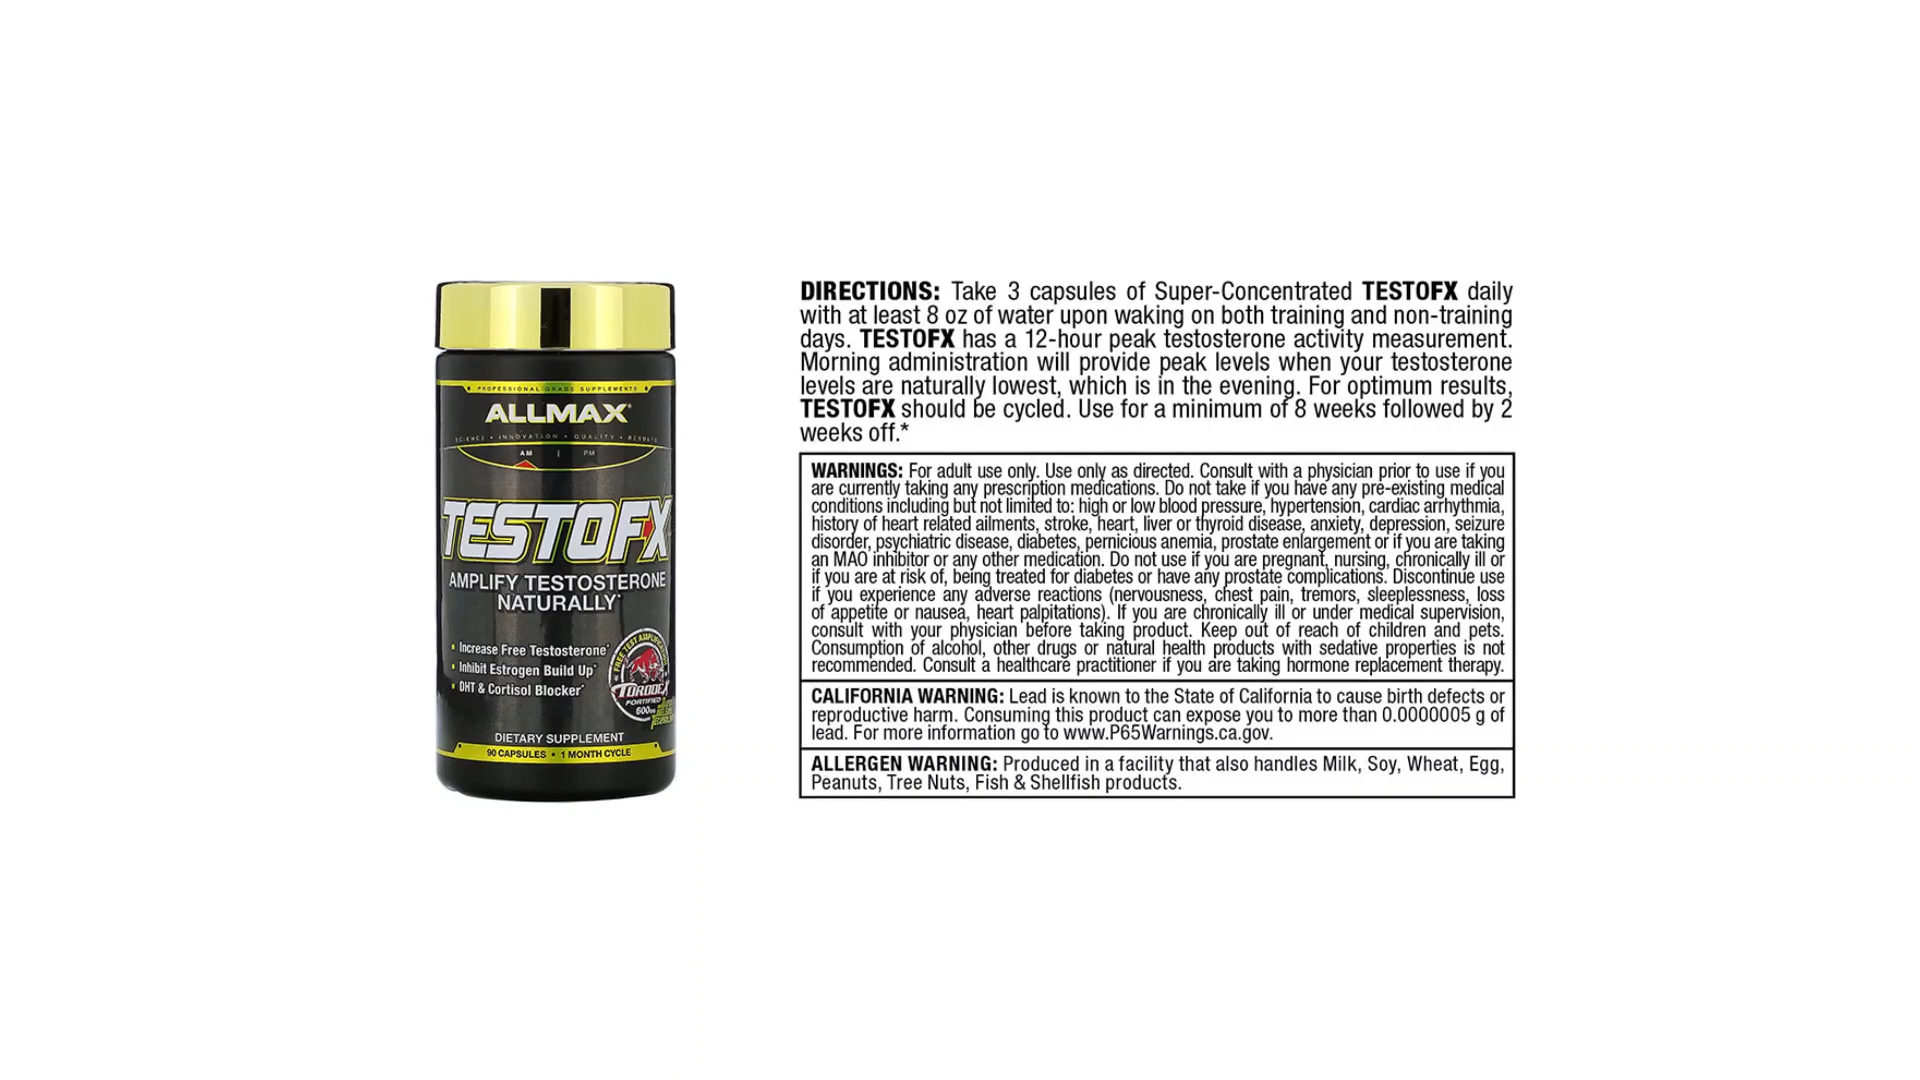 PROFESSIONAL GRADE SUPPLEMENTS
ALLMAX®
SCIENCE • INNOVATION • QUALITY • RESULTS
AM | PM
TESTOFX
AMPLIFY TESTOSTERONE
NATURALLY*
• Increase Free Testosterone*
• Inhibit Estrogen Build Up*
• DHT & Cortisol Blocker*
FREE TEST AMPLIFICATION
TORODEX
FORTIFIED
600mg
DIETARY SUPPLEMENT
90 CAPSULES • 1 MONTH CYCLE
DIRECTIONS: Take 3 capsules of Super-Concentrated TESTOFX daily
with at least 8 oz of water upon waking on both training and non-training
days. TESTOFX has a 12-hour peak testosterone activity measurement.
Morning administration will provide peak levels when your testosterone
levels are naturally lowest, which is in the evening. For optimum results,
TESTOFX should be cycled. Use for a minimum of 8 weeks followed by 2
weeks off.*
WARNINGS: For adult use only. Use only as directed. Consult with a physician prior to use if you
are currently taking any prescription medications. Do not take if you have any pre-existing medical
conditions including but not limited to: high or low blood pressure, hypertension, cardiac arrhythmia,
history of heart related ailments, stroke, heart, liver or thyroid disease, anxiety, depression, seizure
disorder, psychiatric disease, diabetes, pernicious anemia, prostate enlargement or if you are taking
an MAO inhibitor or any other medication. Do not use if you are pregnant, nursing, chronically ill or
if you are at risk of, being treated for diabetes or have any prostate complications. Discontinue use
if you experience any adverse reactions (nervousness, chest pain, tremors, sleeplessness, loss
of appetite or nausea, heart palpitations). If you are chronically ill or under medical supervision,
consult with your physician before taking product. Keep out of reach of children and pets.
Consumption of alcohol, other drugs or natural health products with sedative properties is not
recommended. Consult a healthcare practitioner if you are taking hormone replacement therapy.
CALIFORNIA WARNING: Lead is known to the State of California to cause birth defects or
reproductive harm. Consuming this product can expose you to more than 0.0000005 g of
lead. For more information go to www.P65Warnings.ca.gov.
ALLERGEN WARNING: Produced in a facility that also handles Milk, Soy, Wheat, Egg,
Peanuts, Tree Nuts, Fish & Shellfish products.